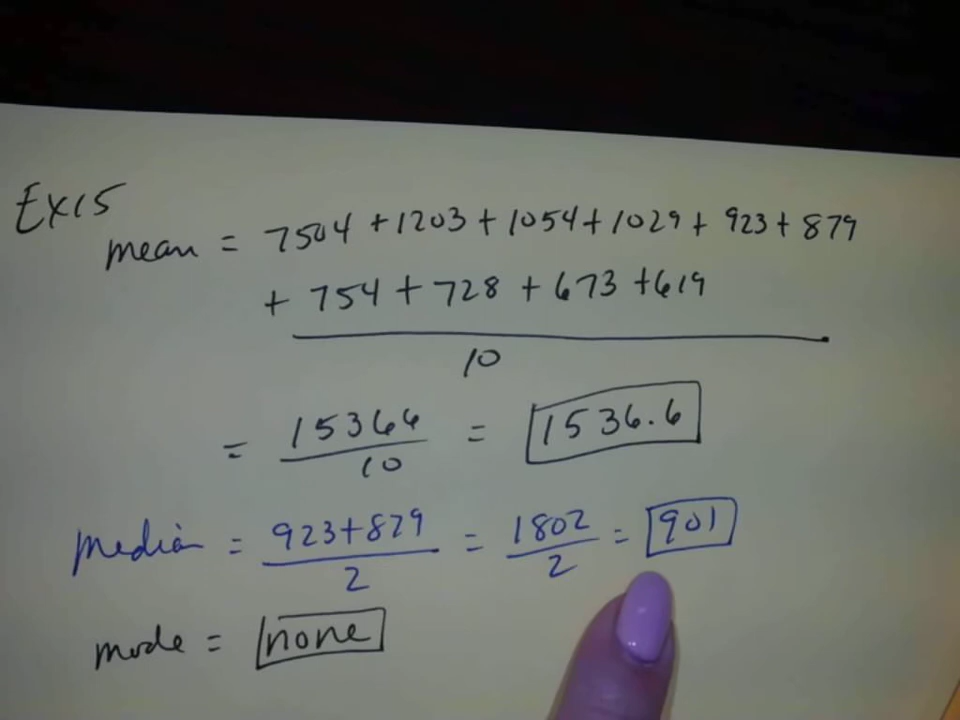 Ex15
mean = 7504 + 1203 + 1054 + 1029 + 923 + 879
+ 754 + 728 + 673 + 619
10
= 15366 = 1536.6
10
Median = 923+879 = 1802 = 901
2 2
mode = none